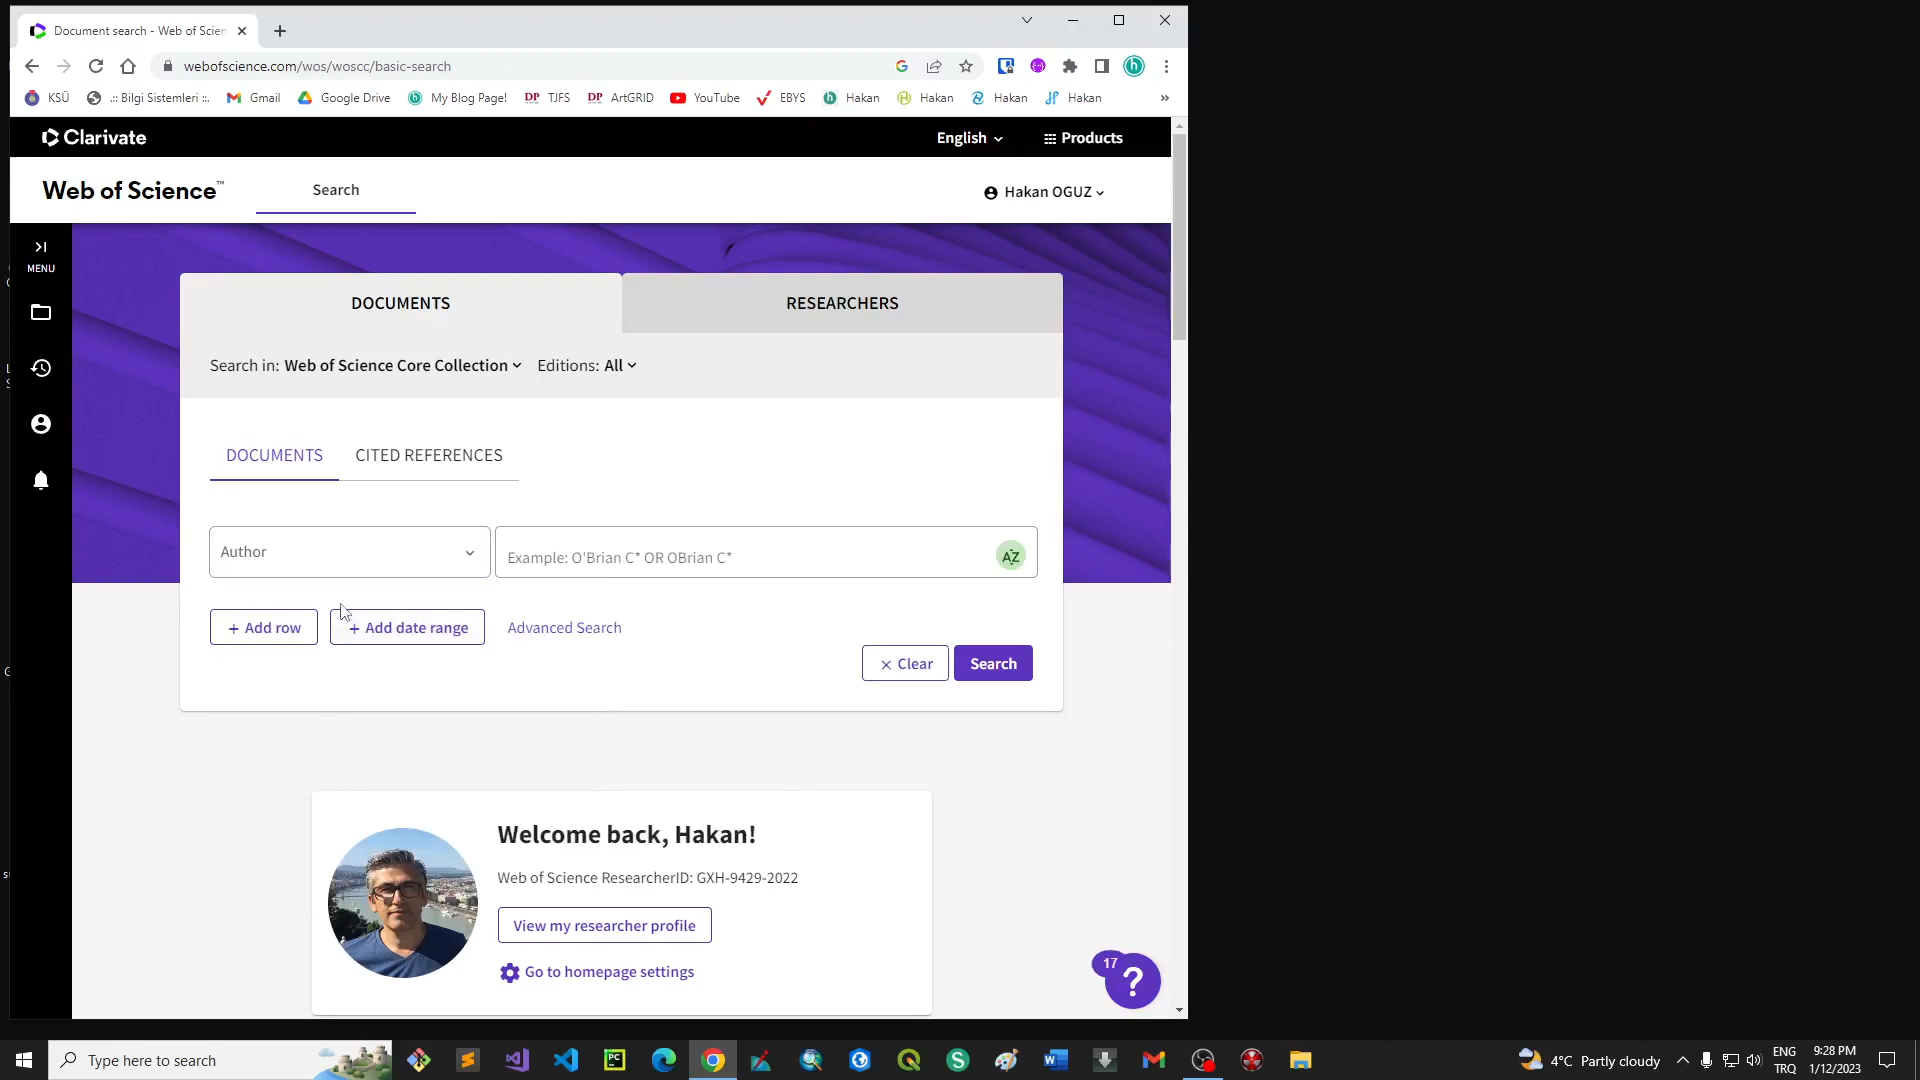 Document search - Web of Scien
webofscience.com/wos/woscc/basic-search
KSÜ .:: Bilgi Sistemleri ::. Gmail Google Drive My Blog Page! DP TJFS DP ArtGRID YouTube EBYS Hakan Hakan Hakan Hakan »
Clarivate English Products
Web of Science™ Search Hakan OGUZ
MENU
DOCUMENTS RESEARCHERS
Search in: Web of Science Core Collection Editions: All
DOCUMENTS CITED REFERENCES
Author Example: O'Brian C* OR OBrian C* AZ
+ Add row + Add date range Advanced Search
× Clear Search
Welcome back, Hakan!
Web of Science ResearcherID: GXH-9429-2022
View my researcher profile
Go to homepage settings
17
?
Type here to search 4°C Partly cloudy ENG 9:28 PM
TRQ 1/12/2023